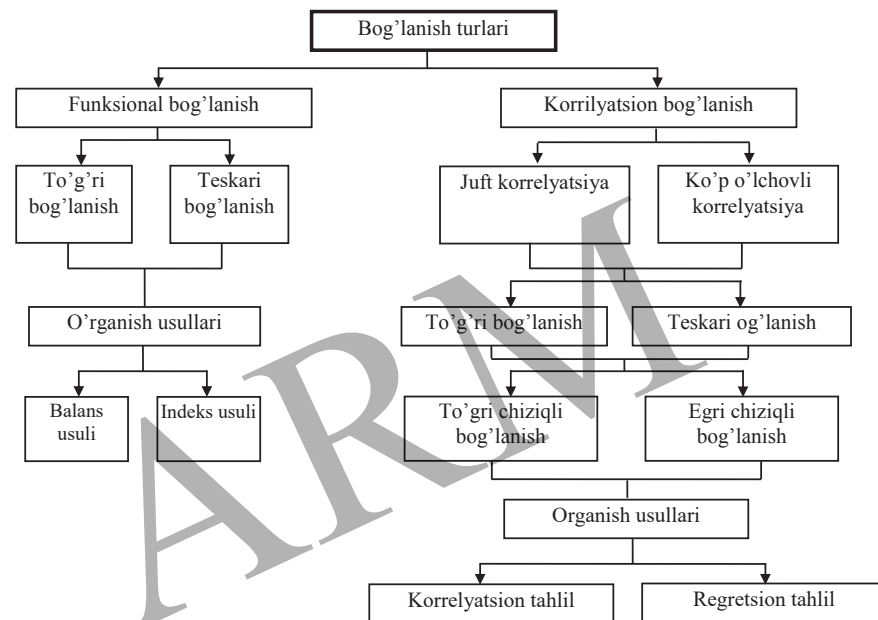 Bog’lanish turlari
Funksional bog’lanish
Korrilyatsion bog’lanish
To’g’ri
bog’lanish
Teskari
bog’lanish
Juft korrelyatsiya
Ko’p o’lchovli
korrelyatsiya
O’rganish usullari
To’g’ri bog’lanish
Teskari og’lanish
Balans
usuli
Indeks usuli
To’gri chiziqli
bog’lanish
Egri chiziqli
bog’lanish
Organish usullari
Korrelyatsion tahlil
Regretsion tahlil
ARM